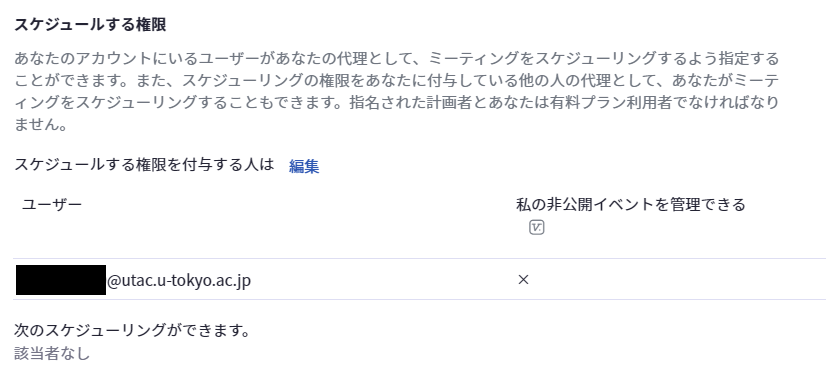 スケジュールする権限
あなたのアカウントにいるユーザーがあなたの代理として、ミーティングをスケジューリングするよう指定する
ことができます。また、スケジューリングの権限をあなたに付与している他の人の代理として、あなたがミーテ
ィングをスケジューリングすることもできます。指名された計画者とあなたは有料プラン利用者でなければなり
ません。
スケジュールする権限を付与する人は 編集
ユーザー 私の非公開イベントを管理できる
@utac.u-tokyo.ac.jp ×
次のスケジューリングができます。
該当者なし